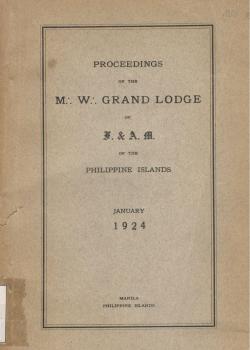 PROCEEDINGS
OF THE
M∴ W∴ GRAND LODGE
OF
F. & A. M.
OF THE
PHILIPPINE ISLANDS
JANUARY
1924
MANILA
PHILIPPINE ISLANDS